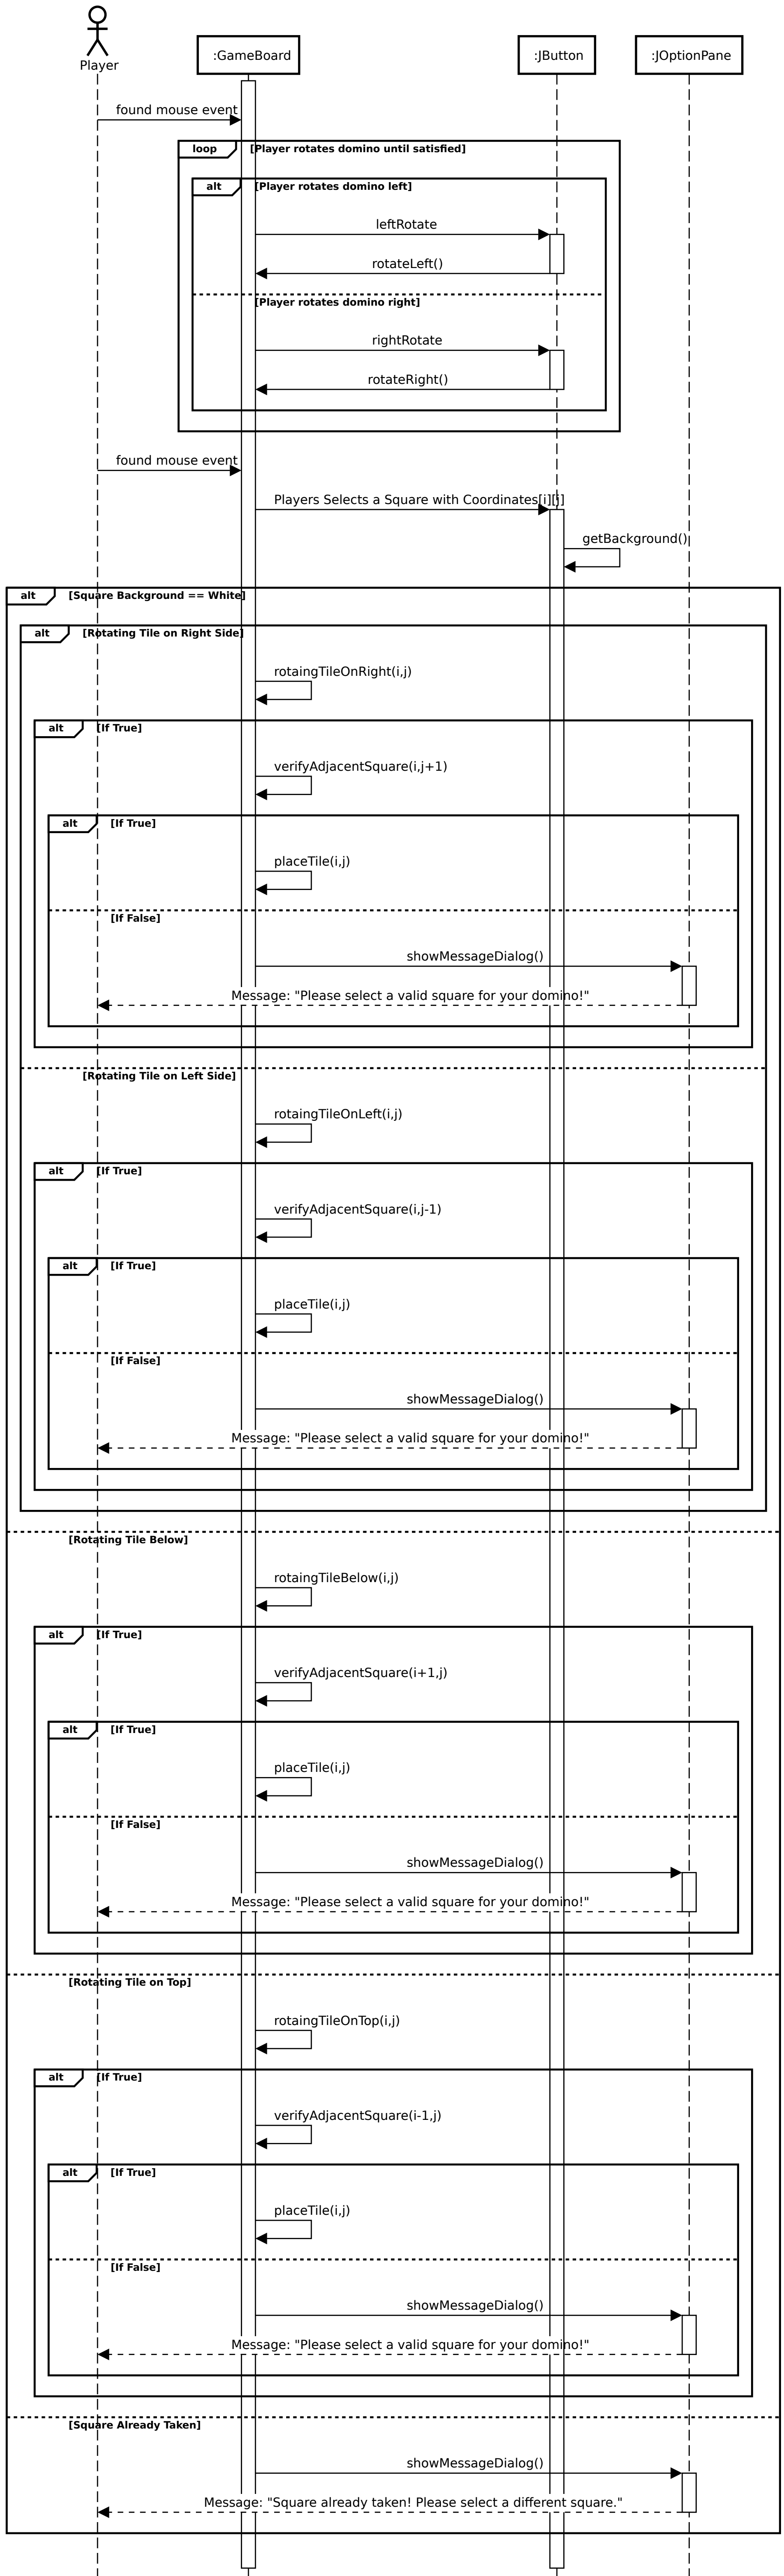 Player
:GameBoard
:JButton
:JOptionPane
found mouse event
loop
[Player rotates domino until satisfied]
alt
[Player rotates domino left]
leftRotate
rotateLeft()
[Player rotates domino right]
rightRotate
rotateRight()
found mouse event
Players Selects a Square with Coordinates[i][j]
getBackground()
alt
[Square Background == White]
alt
[Rotating Tile on Right Side]
rotaingTileOnRight(i,j)
alt
[If True]
verifyAdjacentSquare(i,j+1)
alt
[If True]
placeTile(i,j)
[If False]
showMessageDialog()
Message: "Please select a valid square for your domino!"
[Rotating Tile on Left Side]
rotaingTileOnLeft(i,j)
alt
[If True]
verifyAdjacentSquare(i,j-1)
alt
[If True]
placeTile(i,j)
[If False]
showMessageDialog()
Message: "Please select a valid square for your domino!"
[Rotating Tile Below]
rotaingTileBelow(i,j)
alt
[If True]
verifyAdjacentSquare(i+1,j)
alt
[If True]
placeTile(i,j)
[If False]
showMessageDialog()
Message: "Please select a valid square for your domino!"
[Rotating Tile on Top]
rotaingTileOnTop(i,j)
alt
[If True]
verifyAdjacentSquare(i-1,j)
alt
[If True]
placeTile(i,j)
[If False]
showMessageDialog()
Message: "Please select a valid square for your domino!"
[Square Already Taken]
showMessageDialog()
Message: "Square already taken! Please select a different square."